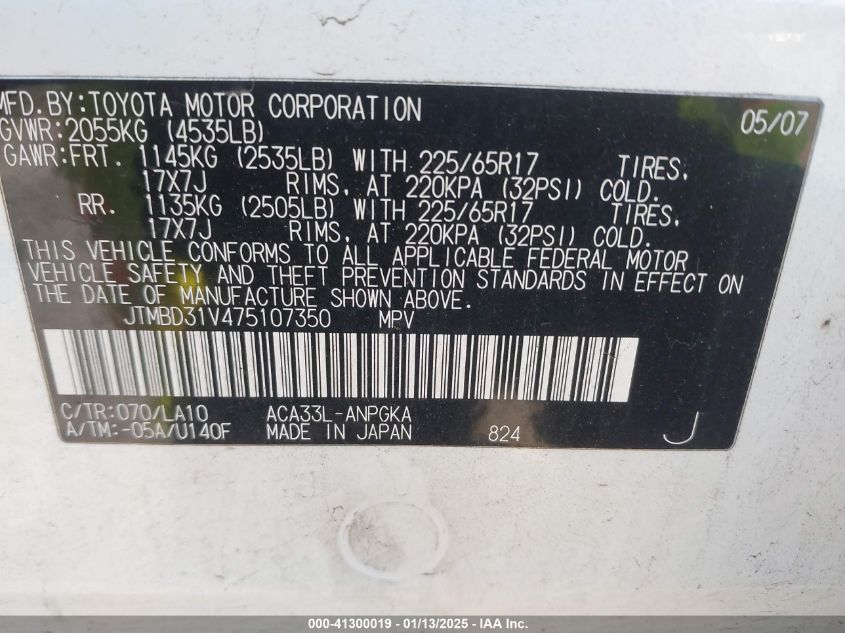 MFD.BY:TOYOTA MOTOR CORPORATION 05/07
GVWR:2055KG (4535LB)
GAWR:FRT. 1145KG (2535LB) WITH 225/65R17 TIRES,
17X7J RIMS, AT 220KPA (32PSI) COLD.
RR. 1135KG (2505LB) WITH 225/65R17 TIRES,
17X7J RIMS, AT 220KPA (32PSI) COLD.
THIS VEHICLE CONFORMS TO ALL APPLICABLE FEDERAL MOTOR
VEHICLE SAFETY AND THEFT PREVENTION STANDARDS IN EFFECT ON
THE DATE OF MANUFACTURE SHOWN ABOVE.
JTMBD31V475107350 MPV
C/TR:070/LA10 ACA33L-ANPGKA
A/TM:-05A/U140F MADE IN JAPAN 824 J
000-41300019 — 01/13/2025 — IAA Inc.